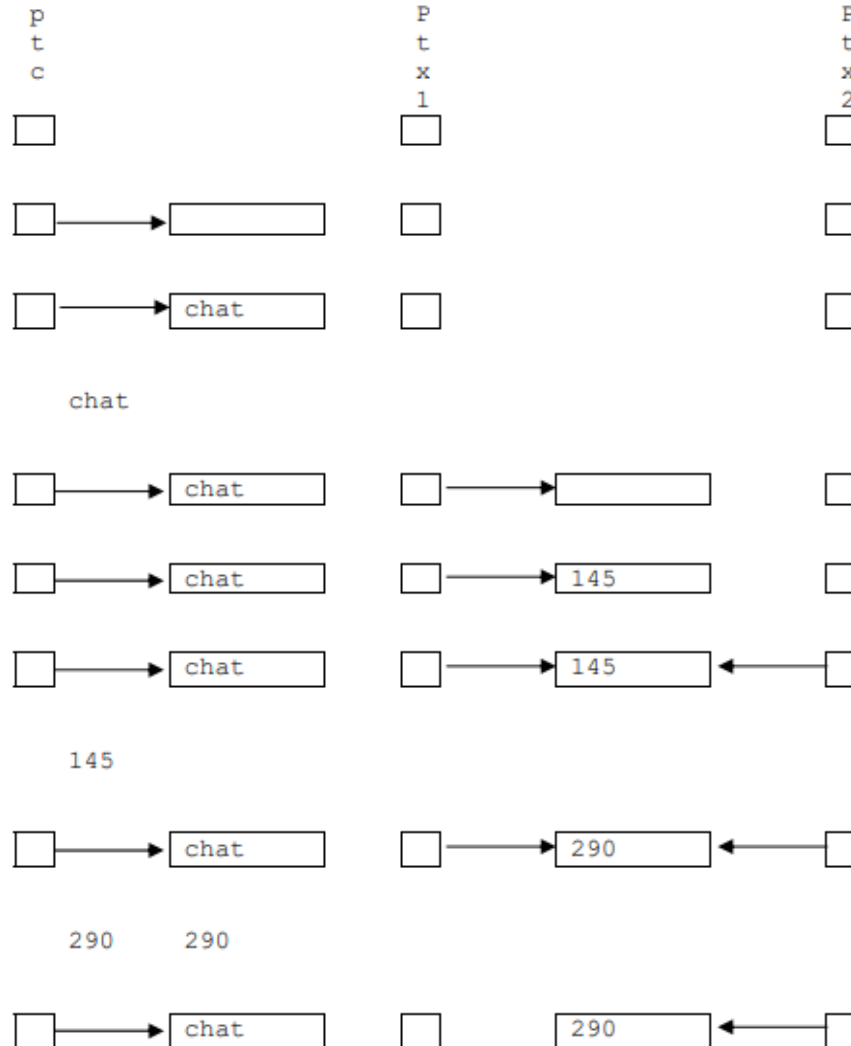 p P P
t t t
c x x
1 2
chat
chat
chat
chat 145
chat 145
145
chat 290
290 290
chat 290